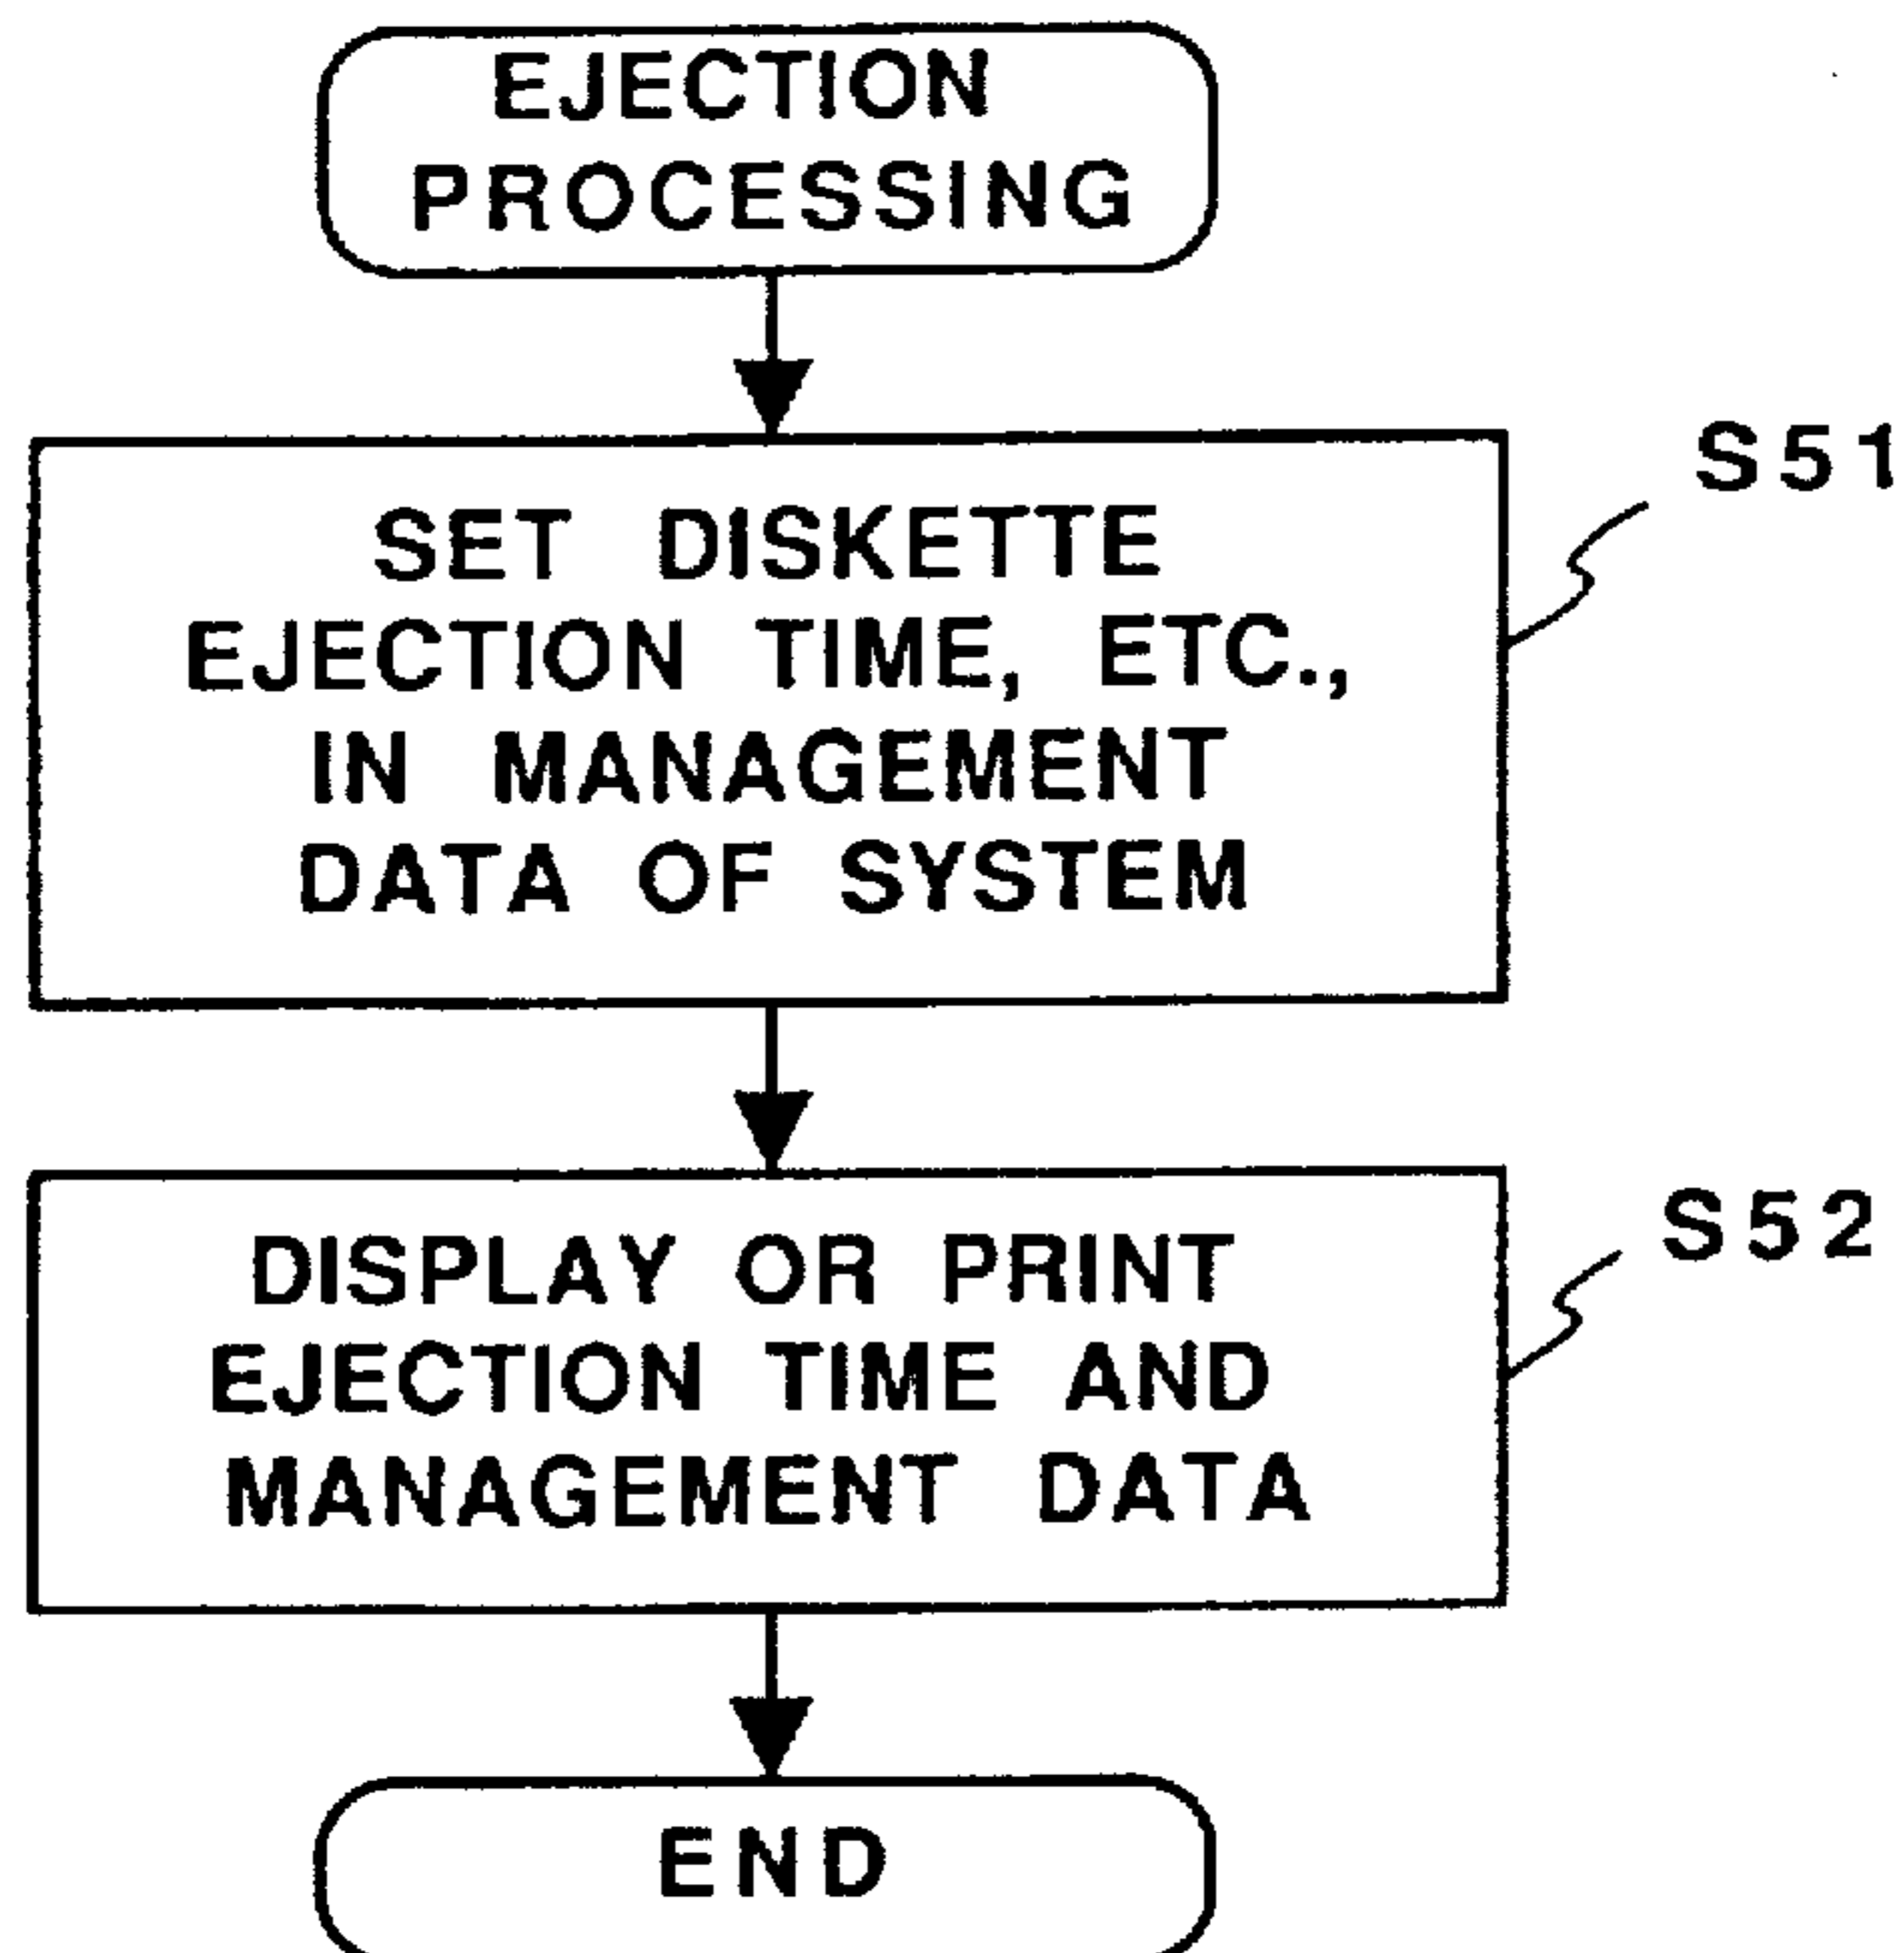 EJECTION
PROCESSING
S51
SET DISKETTE
EJECTION TIME, ETC.,
IN MANAGEMENT
DATA OF SYSTEM
S52
DISPLAY OR PRINT
EJECTION TIME AND
MANAGEMENT DATA
END